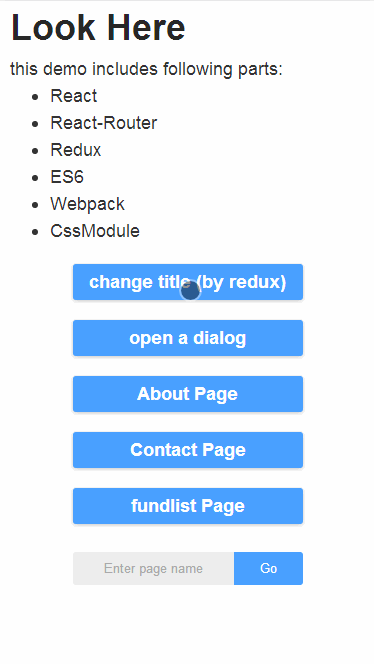 Look Here
this demo includes following parts:
React
React-Router
Redux
ES6
Webpack
CssModule
change title (by redux)
open a dialog
About Page
Contact Page
fundlist Page
Enter page name
Go